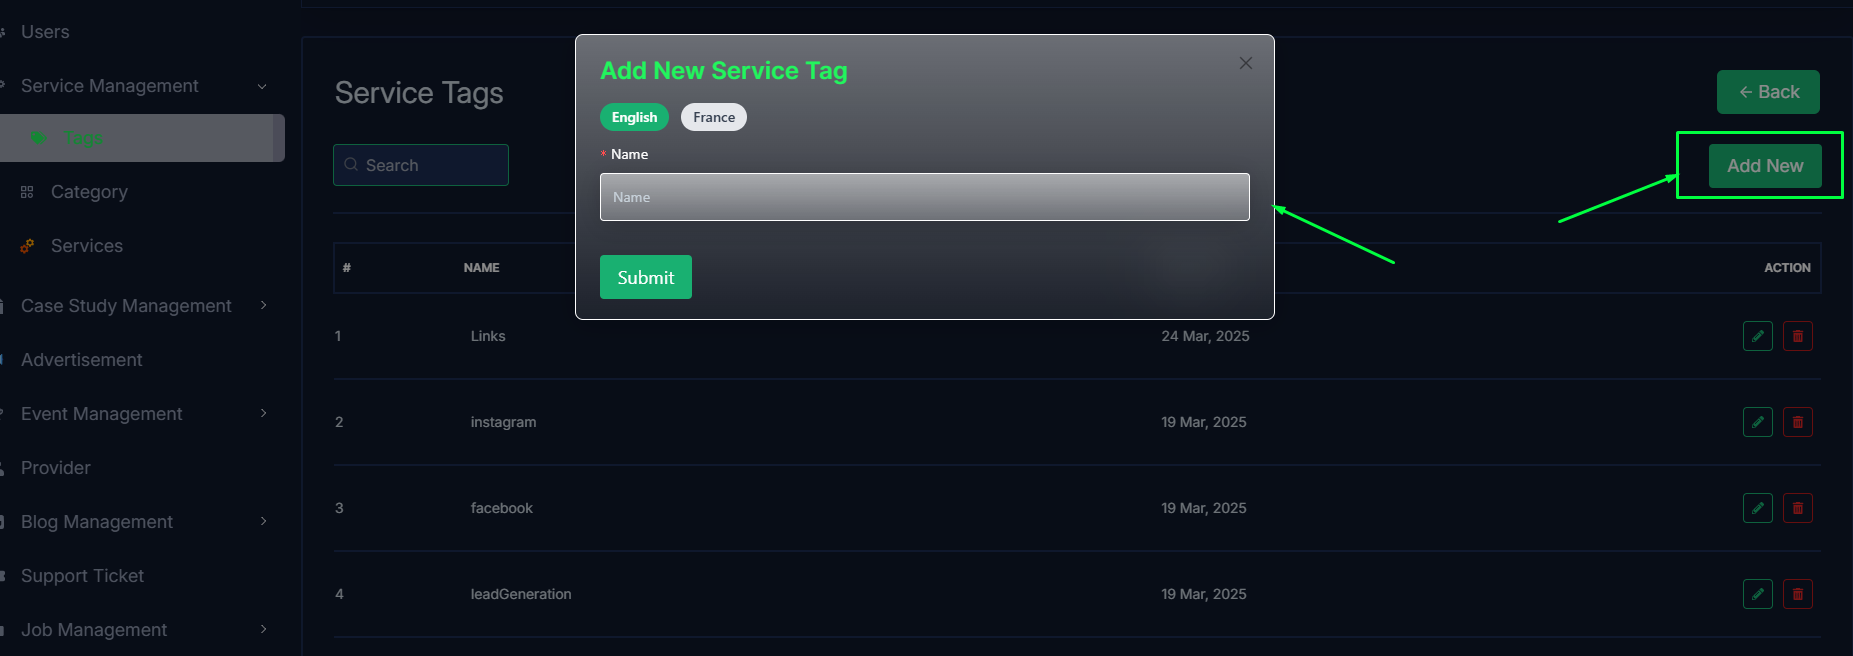 Users
Service Management
Tags
Category
Services
Case Study Management
Advertisement
Event Management
Provider
Blog Management
Support Ticket
Job Management
Service Tags
Back
Search
Add New
Add New Service Tag
English France
* Name
Name
Submit
# NAME ACTION
1 Links 24 Mar, 2025
2 instagram 19 Mar, 2025
3 facebook 19 Mar, 2025
4 leadGeneration 19 Mar, 2025